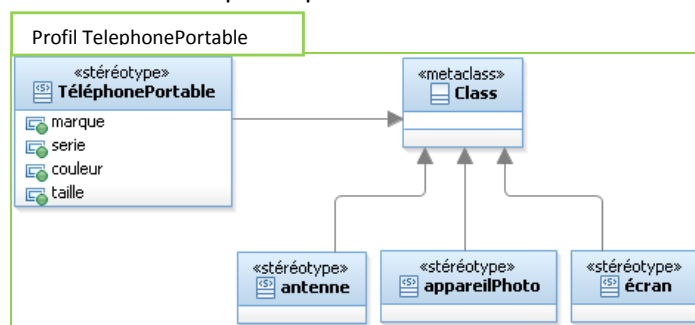 Profil TelephonePortable
«stéréotype»
TéléphonePortable
marque
serie
couleur
taille
«metaclass»
Class
«stéréotype»
antenne
«stéréotype»
appareilPhoto
«stéréotype»
écran